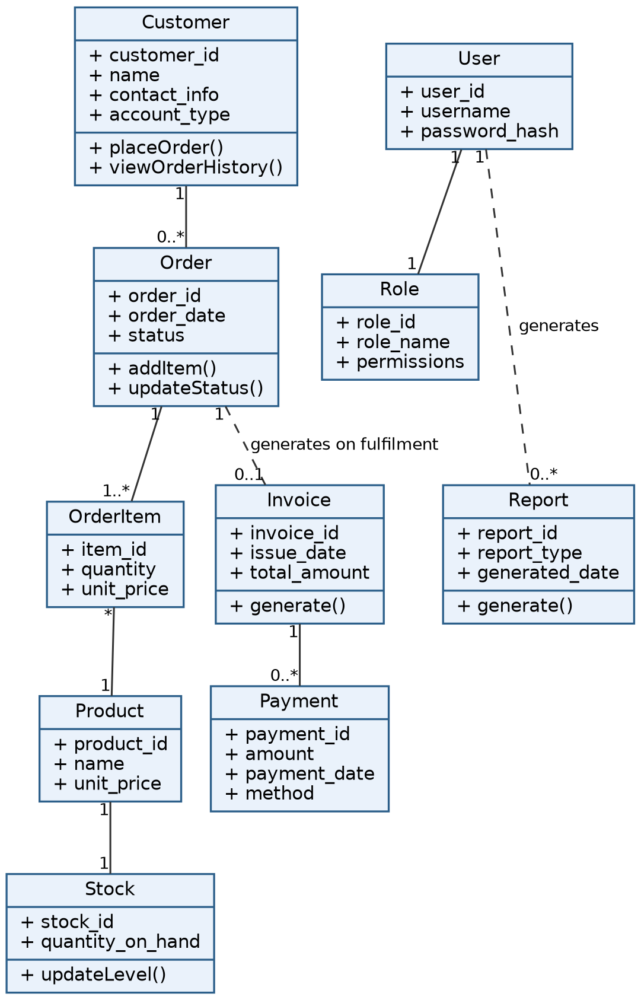 Customer
+ customer_id
+ name
+ contact_info
+ account_type
+ placeOrder()
+ viewOrderHistory()
User
+ user_id
+ username
+ password_hash
1
0..*
1
1
1
Order
+ order_id
+ order_date
+ status
+ addItem()
+ updateStatus()
Role
+ role_id
+ role_name
+ permissions
generates
1
1
generates on fulfilment
1..*
0..1
0..*
OrderItem
+ item_id
+ quantity
+ unit_price
Invoice
+ invoice_id
+ issue_date
+ total_amount
+ generate()
Report
+ report_id
+ report_type
+ generated_date
+ generate()
*
1
1
0..*
Product
+ product_id
+ name
+ unit_price
Payment
+ payment_id
+ amount
+ payment_date
+ method
1
1
Stock
+ stock_id
+ quantity_on_hand
+ updateLevel()